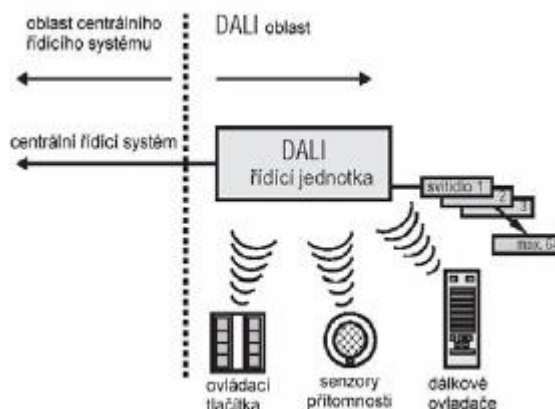 oblast centrálního
řídicího systému
DALI oblast
centrální řídicí systém
DALI
řídicí jednotka
svítidlo 1
2
3
max. 64
ovládací
tlačítka
senzory
přítomnosti
dálkové
ovladače